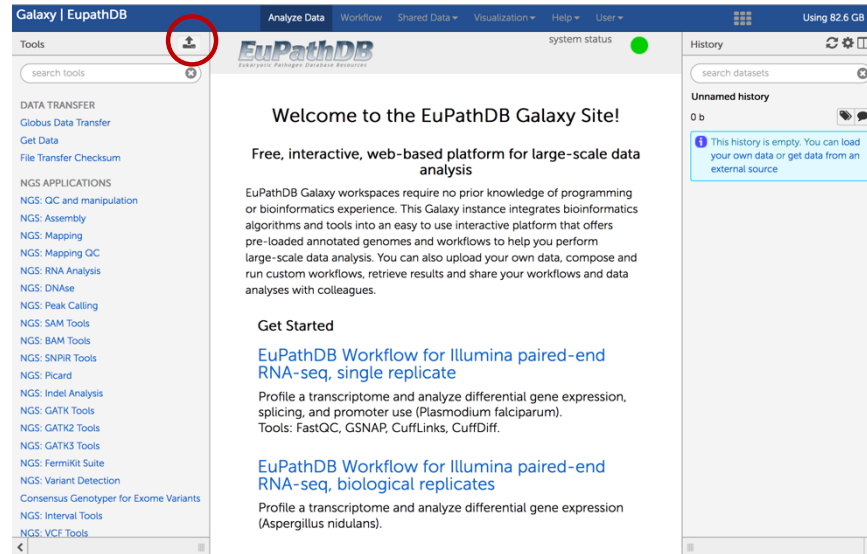 Galaxy | EupathDB
Analyze Data Workflow Shared Data Visualization Help User
Using 82.6 GB
Tools
search tools
DATA TRANSFER
Globus Data Transfer
Get Data
File Transfer Checksum
NGS APPLICATIONS
NGS: QC and manipulation
NGS: Assembly
NGS: Mapping
NGS: Mapping QC
NGS: RNA Analysis
NGS: DNAse
NGS: Peak Calling
NGS: SAM Tools
NGS: BAM Tools
NGS: SNPiR Tools
NGS: Picard
NGS: Indel Analysis
NGS: GATK Tools
NGS: GATK2 Tools
NGS: GATK3 Tools
NGS: FermiKit Suite
NGS: Variant Detection
Consensus Genotyper for Exome Variants
NGS: Interval Tools
NGS: VCF Tools
EuPathDB
Eukaryotic Pathogen Database Resources
system status
Welcome to the EuPathDB Galaxy Site!
Free, interactive, web-based platform for large-scale data
analysis
EuPathDB Galaxy workspaces require no prior knowledge of programming
or bioinformatics experience. This Galaxy instance integrates bioinformatics
algorithms and tools into an easy to use interactive platform that offers
pre-loaded annotated genomes and workflows to help you perform
large-scale data analysis. You can also upload your own data, compose and
run custom workflows, retrieve results and share your workflows and data
analyses with colleagues.
Get Started
EuPathDB Workflow for Illumina paired-end
RNA-seq, single replicate
Profile a transcriptome and analyze differential gene expression,
splicing, and promoter use (Plasmodium falciparum).
Tools: FastQC, GSNAP, CuffLinks, CuffDiff.
EuPathDB Workflow for Illumina paired-end
RNA-seq, biological replicates
Profile a transcriptome and analyze differential gene expression
(Aspergillus nidulans).
History
search datasets
Unnamed history
0 b
This history is empty. You can load
your own data or get data from an
external source